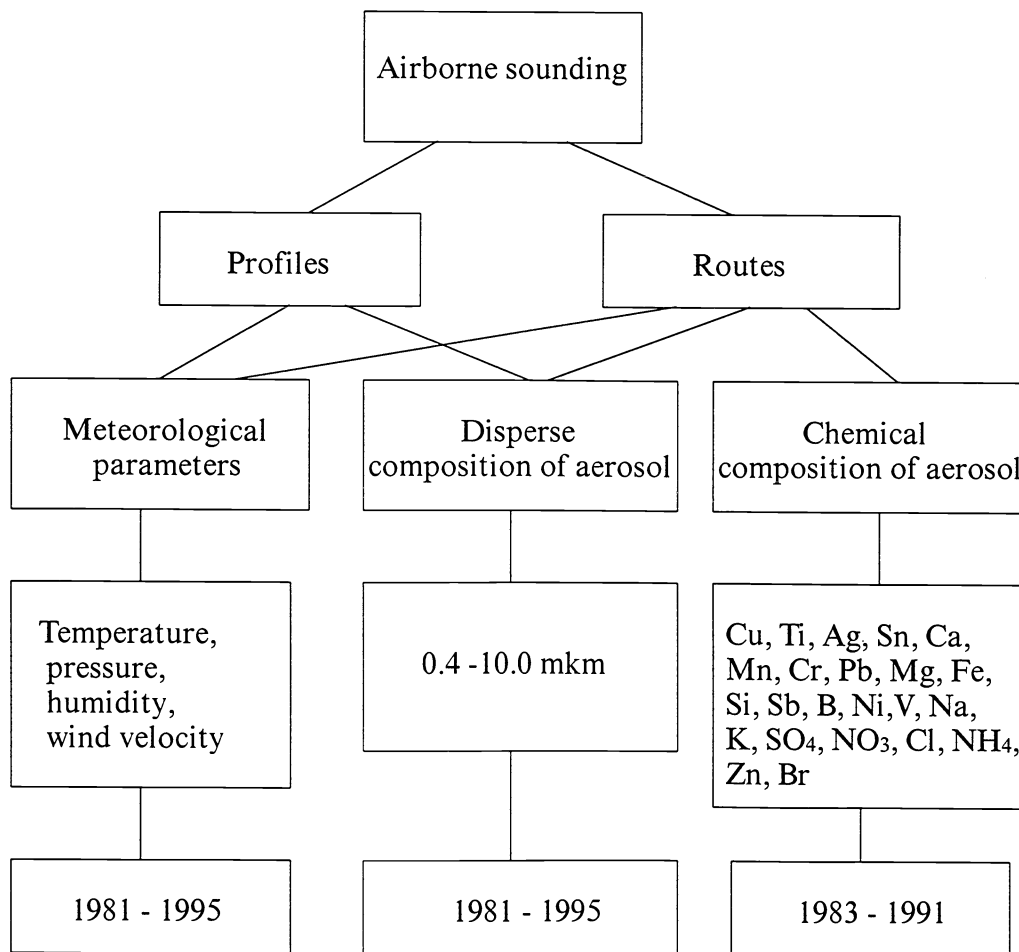 Airborne sounding
Profiles
Routes
Meteorological
parameters
Disperse
composition of aerosol
Chemical
composition of aerosol
Temperature,
pressure,
humidity,
wind velocity
0.4 -10.0 mkm
Cu, Ti, Ag, Sn, Ca,
Mn, Cr, Pb, Mg, Fe,
Si, Sb, B, Ni,V, Na,
K, SO₄, NO₃, Cl, NH₄,
Zn, Br
1981 - 1995
1981 - 1995
1983 - 1991